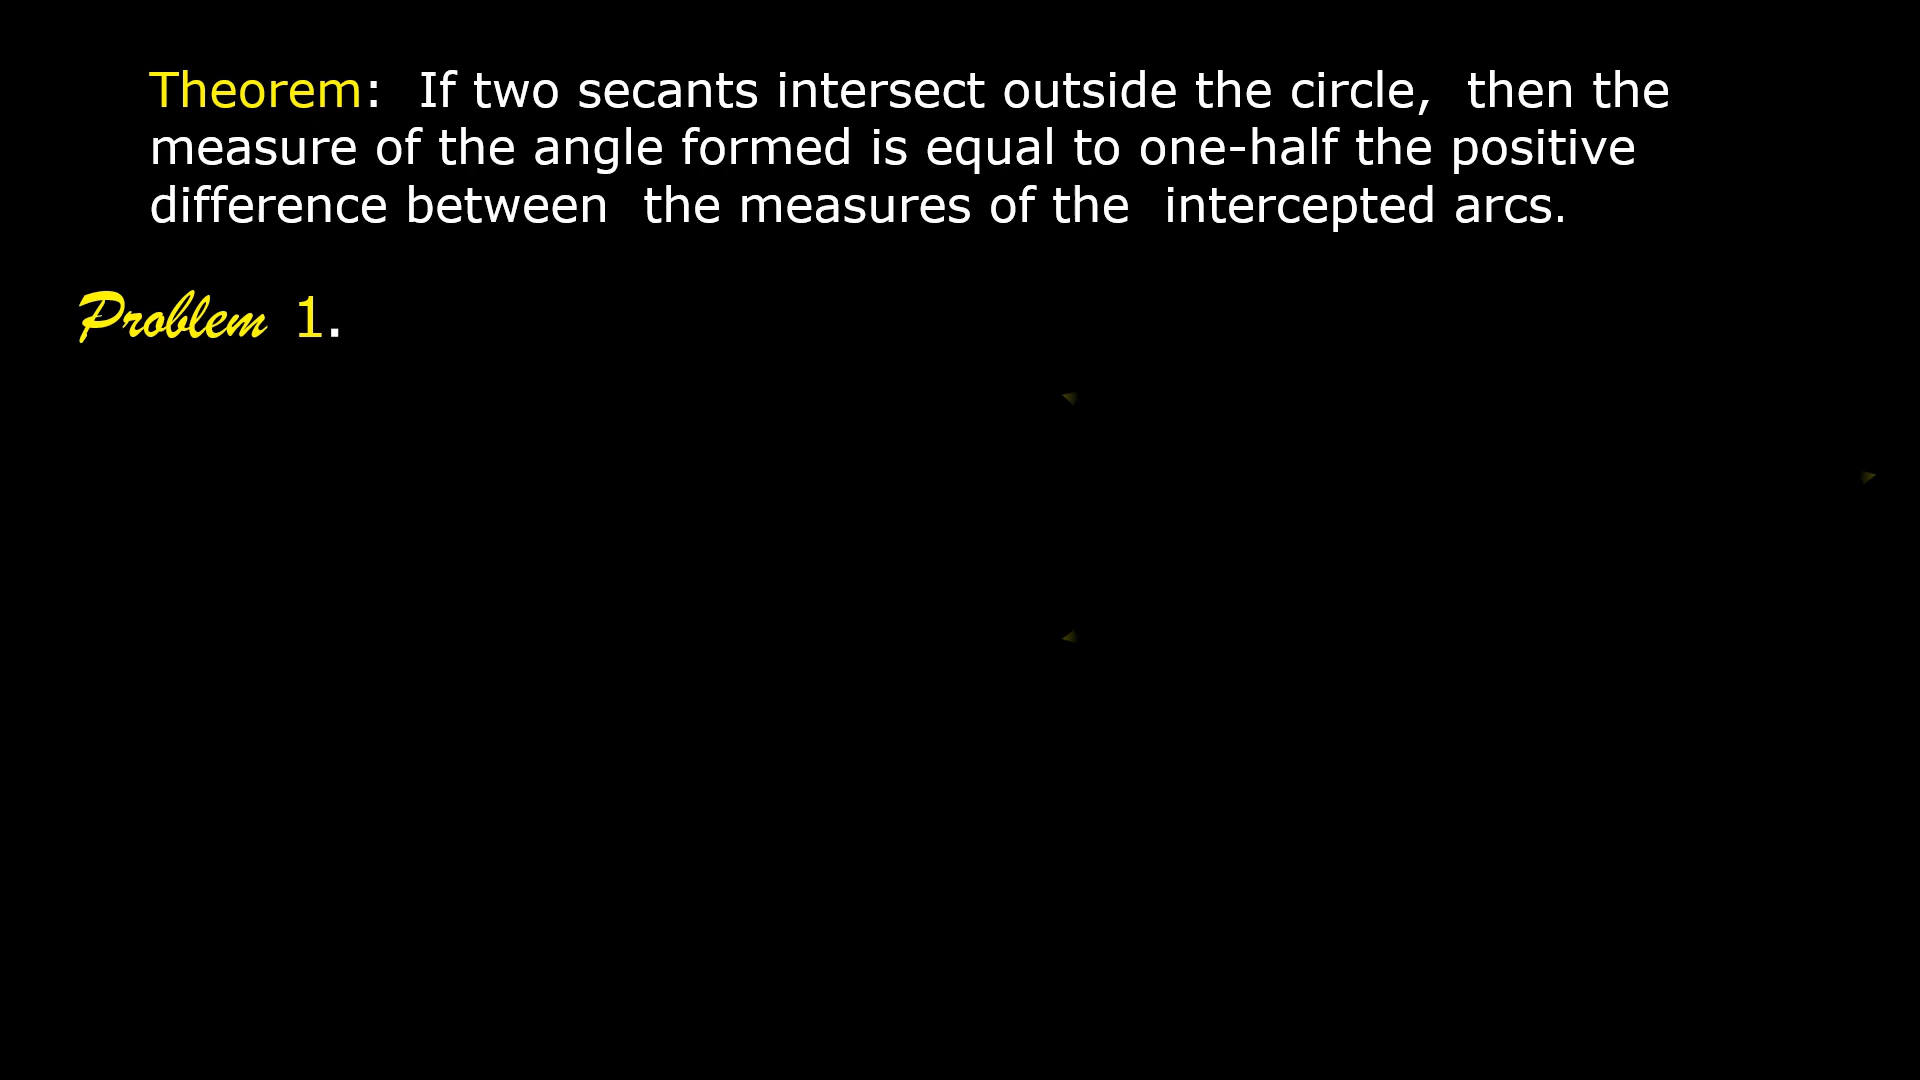 Theorem:  If two secants intersect outside the circle,  then the
measure of the angle formed is equal to one-half the positive
difference between  the measures of the  intercepted arcs.
Problem 1.